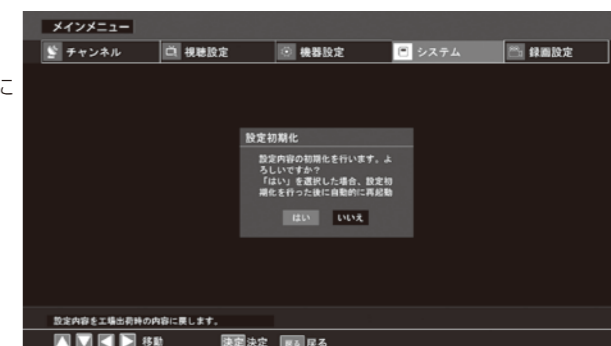 メインメニュー
チャンネル 視聴設定 機器設定 システム 録画設定
こ
設定初期化
設定内容の初期化を行います。よ
ろしいですか？
「はい」を選択した場合、設定初
期化を行った後に自動的に再起動
はい いいえ
設定内容を工場出荷時の内容に戻します。
移動 決定 決定 戻る 戻る